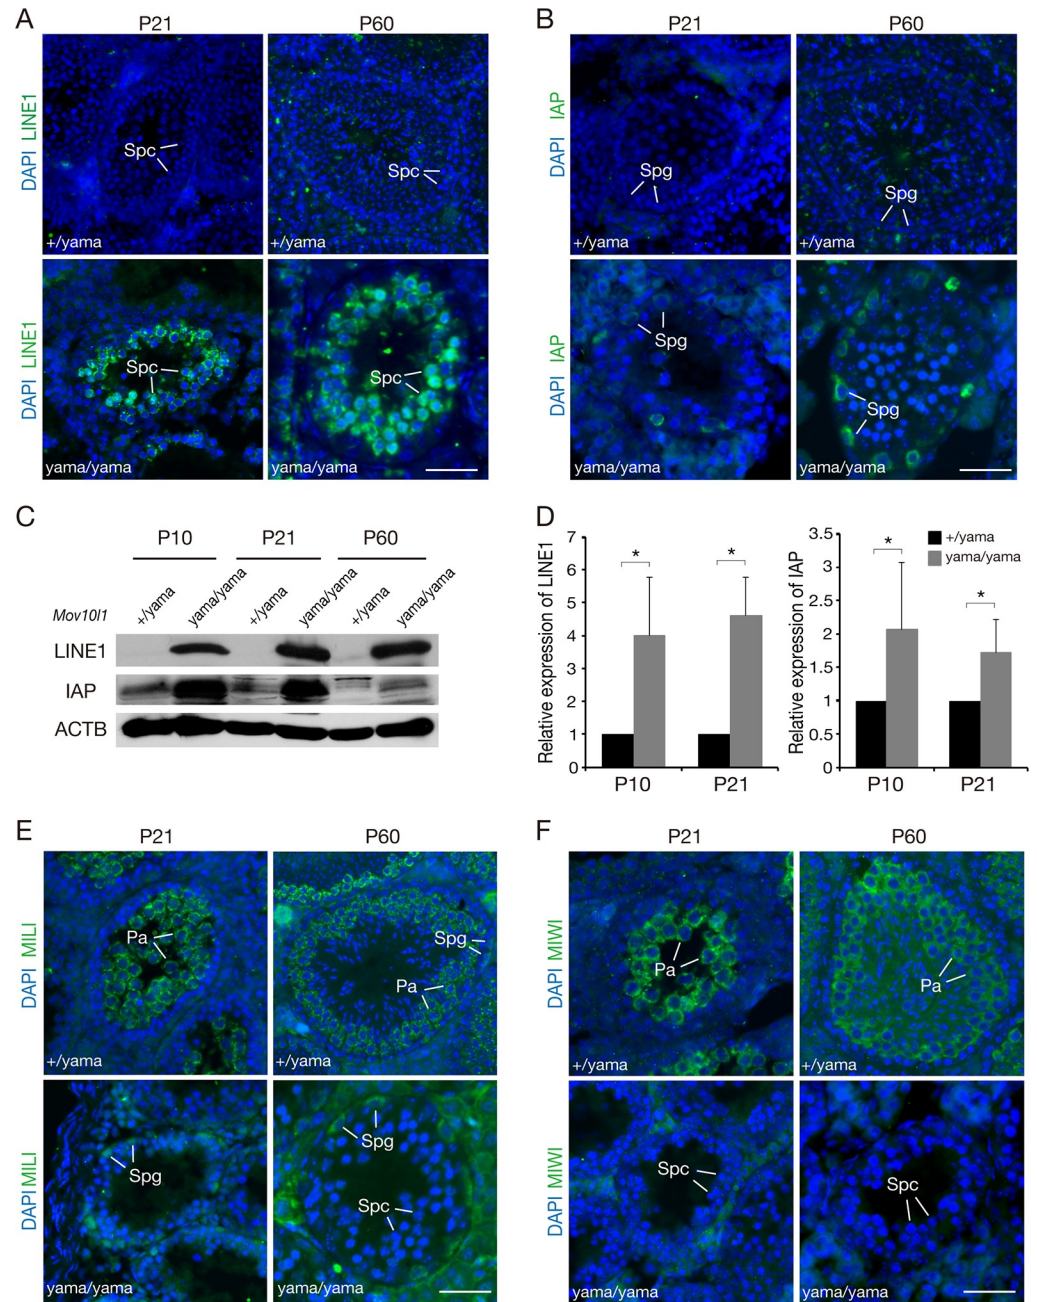 A
P21
P60
DAPI LINE1
Spc
+/yama
Spc
+/yama
DAPI LINE1
Spc
yama/yama
Spc
yama/yama
B
P21
P60
DAPI IAP
Spg
+/yama
Spg
+/yama
DAPI IAP
Spg
yama/yama
Spg
yama/yama
C
P10
P21
P60
Mov10l1
+/yama
yama/yama
+/yama
yama/yama
+/yama
yama/yama
LINE1
IAP
ACTB
D
Relative expression of LINE1
7
6
5
4
3
2
1
0
*
*
P10
P21
Relative expression of IAP
3.5
3
2.5
2
1.5
1
0.5
0
*
*
P10
P21
+/yama
yama/yama
E
P21
P60
DAPI MILI
Pa
+/yama
Spg
Pa
+/yama
DAPI MILI
Spg
yama/yama
Spg
Spc
yama/yama
F
P21
P60
DAPI MIWI
Pa
+/yama
Pa
+/yama
DAPI MIWI
Spc
yama/yama
Spc
yama/yama